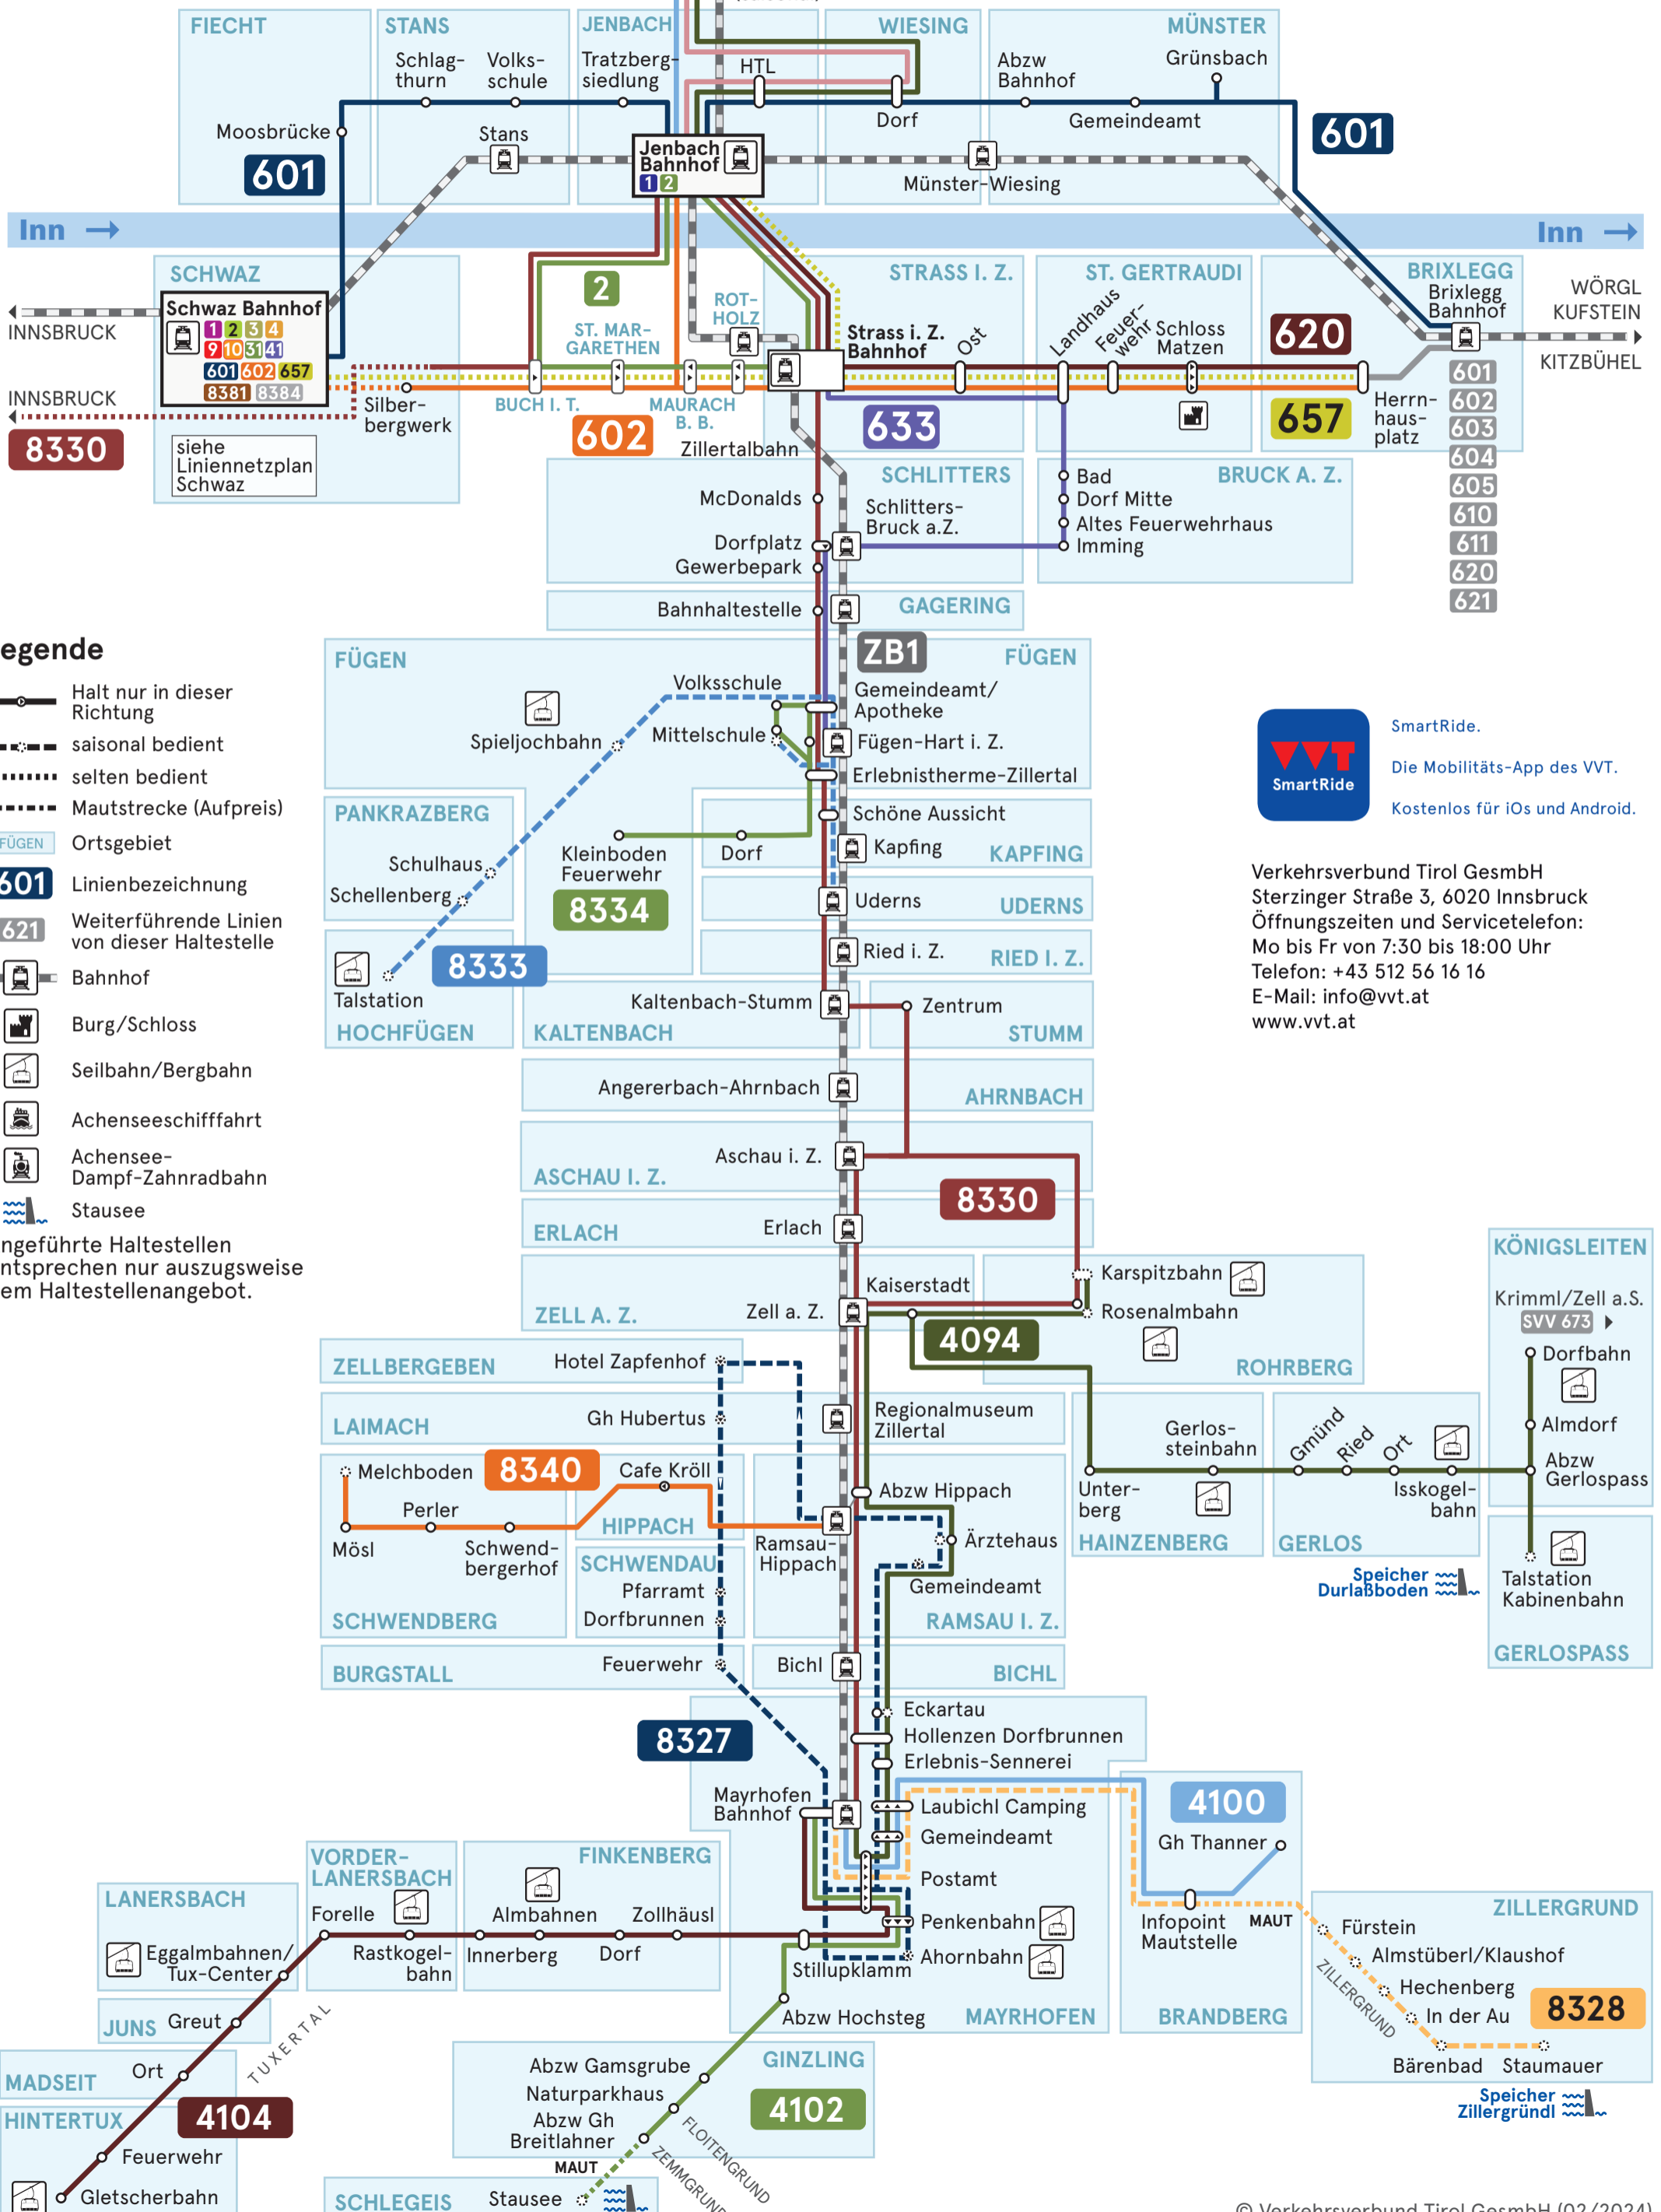 FIECHT
STANS
JENBACH
WIESING
MÜNSTER
Schlag-
thurn
Volks-
schule
Tratzberg-
siedlung
HTL
Abzw
Bahnhof
Grünsbach
Moosbrücke
601
Stans
Dorf
Gemeindeamt
601
Jenbach
Bahnhof
1 2
Münster-Wiesing
Inn →
Inn →
SCHWAZ
STRASS I. Z.
ST. GERTRAUDI
BRIXLEGG
Brixlegg
Bahnhof
WÖRGL
KUFSTEIN
KITZBÜHEL
INNSBRUCK
Schwaz Bahnhof
1 2 3 4
9 10 31 41
601 602 657
8381 8384
2
ROT-
HOLZ
ST. MAR-
GARETHEN
Strass i. Z.
Bahnhof
Ost
Landhaus
Feuer-
wehr
Schloss
Matzen
620
INNSBRUCK
8330
Silber-
bergwerk
BUCH I. T.
MAURACH
B. B.
602
Zillertalbahn
633
657
Herrn-
haus-
platz
601
602
603
604
605
610
611
620
621
siehe
Liniennetzplan
Schwaz
SCHLITTERS
BRUCK A. Z.
McDonalds
Schlitters-
Bruck a.Z.
Dorfplatz
Gewerbepark
Bad
Dorf Mitte
Altes Feuerwehrhaus
Imming
Bahnhaltestelle
GAGERING
egende
Halt nur in dieser
Richtung
saisonal bedient
selten bedient
Mautstrecke (Aufpreis)
FÜGEN
Ortsgebiet
601
Linienbezeichnung
621
Weiterführende Linien
von dieser Haltestelle
Bahnhof
Burg/Schloss
Seilbahn/Bergbahn
Achenseeschifffahrt
Achensee-
Dampf-Zahnradbahn
Stausee
ngeführte Haltestellen
ntsprechen nur auszugsweise
em Haltestellenangebot.
FÜGEN
ZB1
FÜGEN
Volksschule
Gemeindeamt/
Apotheke
Spieljochbahn
Mittelschule
Fügen-Hart i. Z.
Erlebnistherme-Zillertal
PANKRAZBERG
Schöne Aussicht
Schulhaus
Schellenberg
Kleinboden
Feuerwehr
Dorf
Kapfing
KAPFING
8334
Uderns
UDERNS
8333
Ried i. Z.
RIED I. Z.
Talstation
HOCHFÜGEN
Kaltenbach-Stumm
KALTENBACH
Zentrum
STUMM
VVT
SmartRide
SmartRide.
Die Mobilitäts-App des VVT.
Kostenlos für iOs und Android.
Verkehrsverbund Tirol GesmbH
Sterzinger Straße 3, 6020 Innsbruck
Öffnungszeiten und Servicetelefon:
Mo bis Fr von 7:30 bis 18:00 Uhr
Telefon: +43 512 56 16 16
E-Mail: info@vvt.at
www.vvt.at
Angererbach-Ahrnbach
AHRNBACH
Aschau i. Z.
ASCHAU I. Z.
8330
Erlach
ERLACH
Kaiserstadt
Karspitzbahn
Zell a. Z.
ZELL A. Z.
Rosenalmbahn
4094
ROHRBERG
KÖNIGSLEITEN
Krimml/Zell a.S.
SVV 673
Dorfbahn
Almdorf
Abzw
Gerlospass
ZELLBERGEBEN
Hotel Zapfenhof
LAIMACH
Gh Hubertus
Regionalmuseum
Zillertal
Gerlos-
steinbahn
Gmünd
Ried
Ort
Melchboden
8340
Cafe Kröll
Perler
HIPPACH
Abzw Hippach
Unter-
berg
Isskogel-
bahn
HAINZENBERG
GERLOS
Mösl
Schwend-
bergerhof
SCHWENDAU
Ramsau-
Hippach
Ärztehaus
Pfarramt
Dorfbrunnen
Gemeindeamt
Speicher
Durlaßboden
Talstation
Kabinenbahn
SCHWENDBERG
RAMSAU I. Z.
GERLOSPASS
BURGSTALL
Feuerwehr
Bichl
BICHL
8327
Eckartau
Hollenzen Dorfbrunnen
Erlebnis-Sennerei
Mayrhofen
Bahnhof
Laubichl Camping
Gemeindeamt
Postamt
Penkenbahn
Ahornbahn
Stillupklamm
Abzw Hochsteg
MAYRHOFEN
4100
Gh Thanner
Infopoint
Mautstelle
MAUT
BRANDBERG
VORDER-
LANERSBACH
FINKENBERG
LANERSBACH
Forelle
Almbahnen
Zollhäusl
Eggalmbahnen/
Tux-Center
Rastkogel-
bahn
Innerberg
Dorf
ZILLERGRUND
Fürstein
Almstüberl/Klaushof
Hechenberg
In der Au
ZILLERGRUND
8328
Bärenbad
Staumauer
Speicher
Zillergründl
JUNS
Greut
TUXERTAL
MADSEIT
Ort
HINTERTUX
4104
Feuerwehr
Gletscherbahn
Abzw Gamsgrube
GINZLING
Naturparkhaus
Abzw Gh
Breitlahner
4102
FLOITENGRUND
ZEMMGRUND
MAUT
SCHLEGEIS
Stausee
© Verkehrsverbund Tirol GesmbH (02/2024)